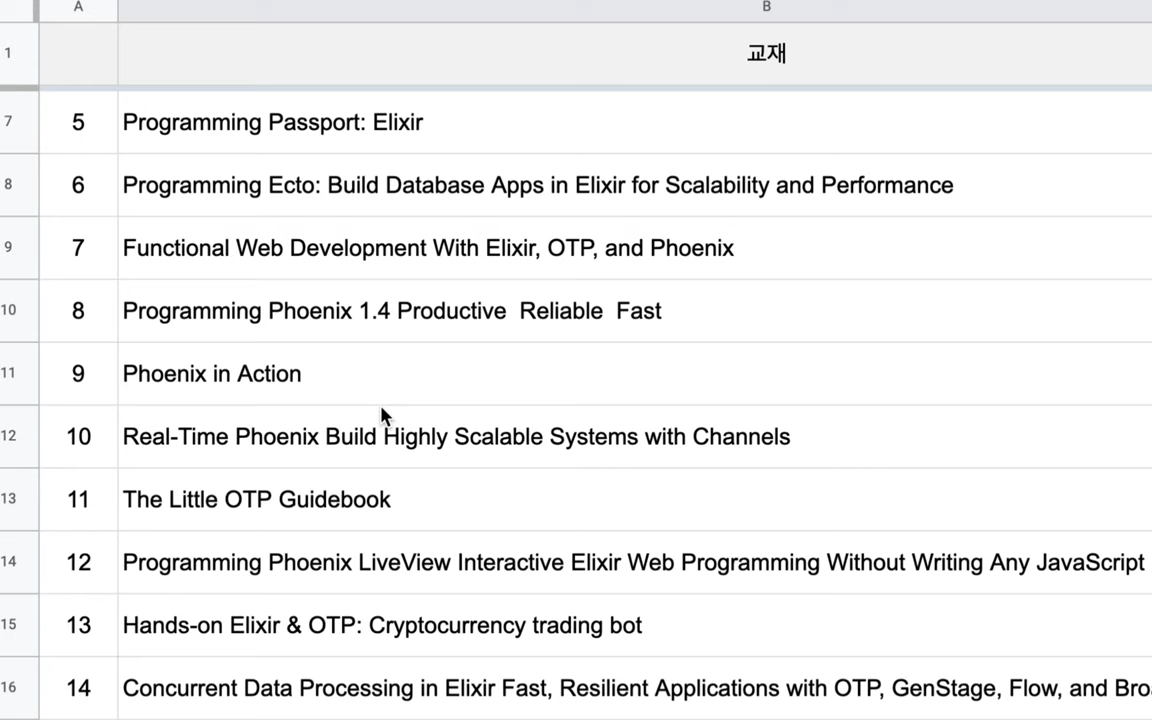 A B
1 교재
7 5 Programming Passport: Elixir
8 6 Programming Ecto: Build Database Apps in Elixir for Scalability and Performance
9 7 Functional Web Development With Elixir, OTP, and Phoenix
10 8 Programming Phoenix 1.4 Productive  Reliable  Fast
11 9 Phoenix in Action
12 10 Real-Time Phoenix Build Highly Scalable Systems with Channels
13 11 The Little OTP Guidebook
14 12 Programming Phoenix LiveView Interactive Elixir Web Programming Without Writing Any JavaScript
15 13 Hands-on Elixir & OTP: Cryptocurrency trading bot
16 14 Concurrent Data Processing in Elixir Fast, Resilient Applications with OTP, GenStage, Flow, and